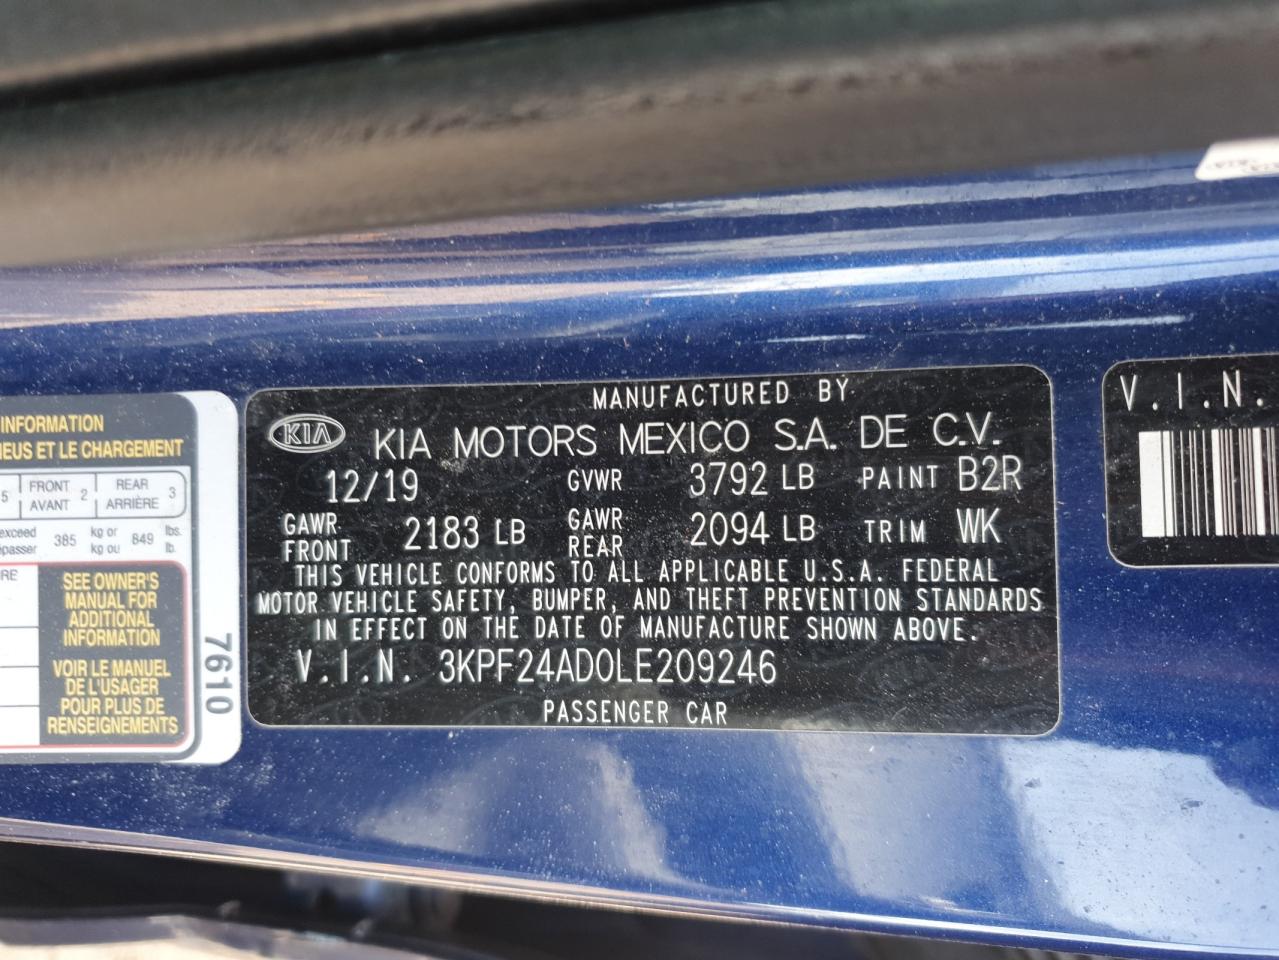 INFORMATION
NEUS ET LE CHARGEMENT
5 FRONT AVANT 2 REAR ARRIÈRE 3
exceed
épasser 385 kg or kg ou 849 lbs. lb.
SEE OWNER'S
MANUAL FOR
ADDITIONAL
INFORMATION
VOIR LE MANUEL
DE L'USAGER
POUR PLUS DE
RENSEIGNEMENTS
7610
MANUFACTURED BY
KIA KIA MOTORS MEXICO S.A. DE C.V.
12/19 GVWR 3792 LB PAINT B2R
GAWR FRONT 2183 LB GAWR REAR 2094 LB TRIM WK
THIS VEHICLE CONFORMS TO ALL APPLICABLE U.S.A. FEDERAL
MOTOR VEHICLE SAFETY, BUMPER, AND THEFT PREVENTION STANDARDS
IN EFFECT ON THE DATE OF MANUFACTURE SHOWN ABOVE.
V.I.N. 3KPF24AD0LE209246
PASSENGER CAR
V.I.N.